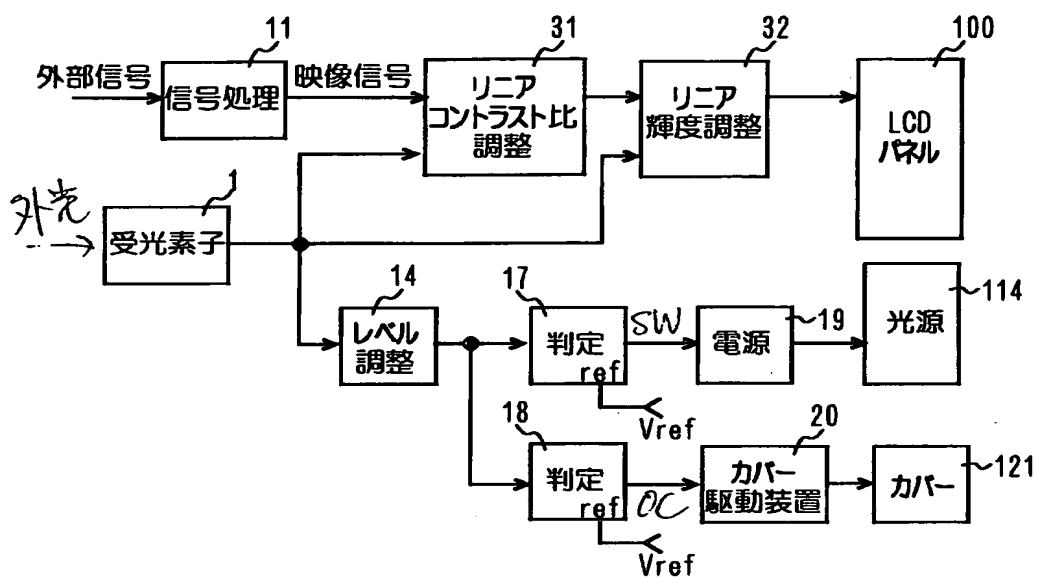 11
31
32
100
外部信号
信号処理
映像信号
リニア
コントラスト比
調整
リニア
輝度調整
LCD
パネル
外光
1
受光素子
14
レベル
調整
17
判定
ref
Vref
SW
電源
19
光源
114
18
判定
ref
Vref
OC
20
カバー
駆動装置
カバー
121